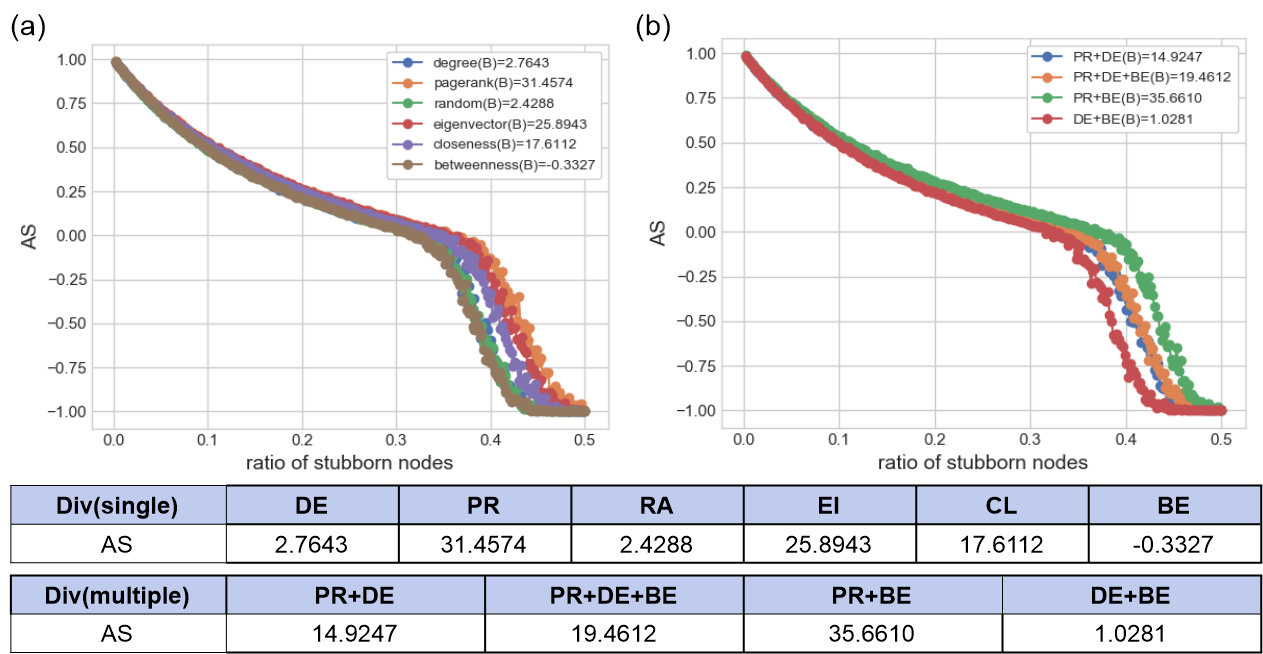 (a)
1.00
0.75
0.50
0.25
0.00
−0.25
−0.50
−0.75
−1.00
AS
degree(B)=2.7643
pagerank(B)=31.4574
random(B)=2.4288
eigenvector(B)=25.8943
closeness(B)=17.6112
betweenness(B)=-0.3327
0.0 0.1 0.2 0.3 0.4 0.5
ratio of stubborn nodes
(b)
1.00
0.75
0.50
0.25
0.00
−0.25
−0.50
−0.75
−1.00
AS
PR+DE(B)=14.9247
PR+DE+BE(B)=19.4612
PR+BE(B)=35.6610
DE+BE(B)=1.0281
0.0 0.1 0.2 0.3 0.4 0.5
ratio of stubborn nodes
Div(single) DE PR RA EI CL BE
AS 2.7643 31.4574 2.4288 25.8943 17.6112 -0.3327
Div(multiple) PR+DE PR+DE+BE PR+BE DE+BE
AS 14.9247 19.4612 35.6610 1.0281